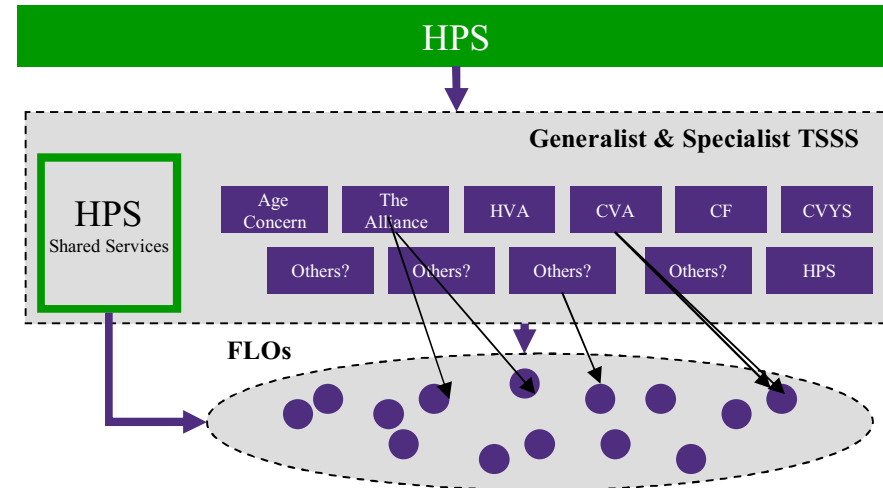 HPS
Generalist & Specialist TSSS
HPS
Shared Services
Age
Concern
The
Alliance
HVA
CVA
CF
CVYS
Others?
Others?
Others?
Others?
HPS
FLOs